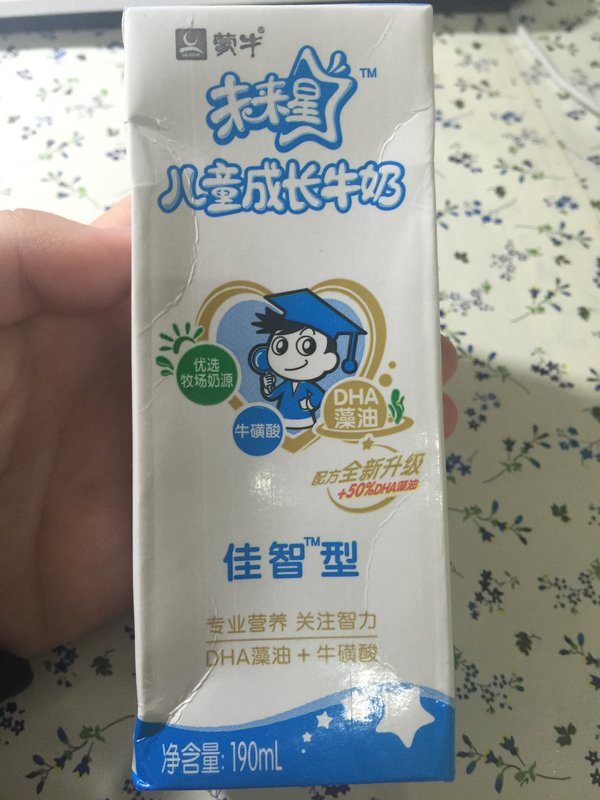 蒙牛®
未来星™
儿童成长牛奶
优选
牧场奶源
DHA
藻油
牛磺酸
配方全新升级
+50%DHA藻油
佳智™型
专业营养 关注智力
DHA藻油 + 牛磺酸
净含量: 190mL